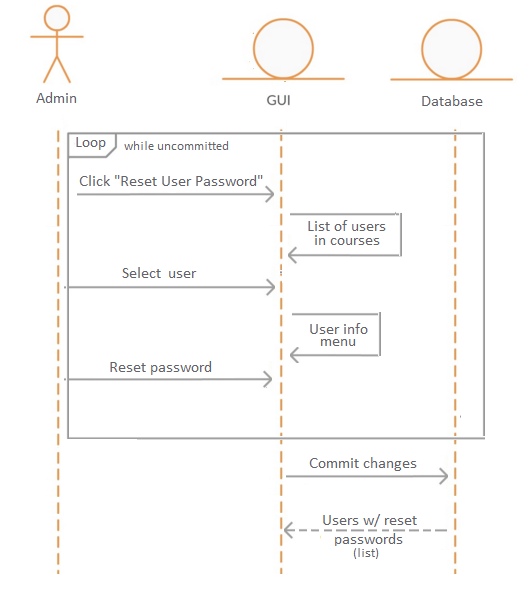 Admin
GUI
Database
Loop
while uncommitted
Click "Reset User Password"
List of users
in courses
Select user
User info
menu
Reset password
Commit changes
Users w/ reset
passwords
(list)